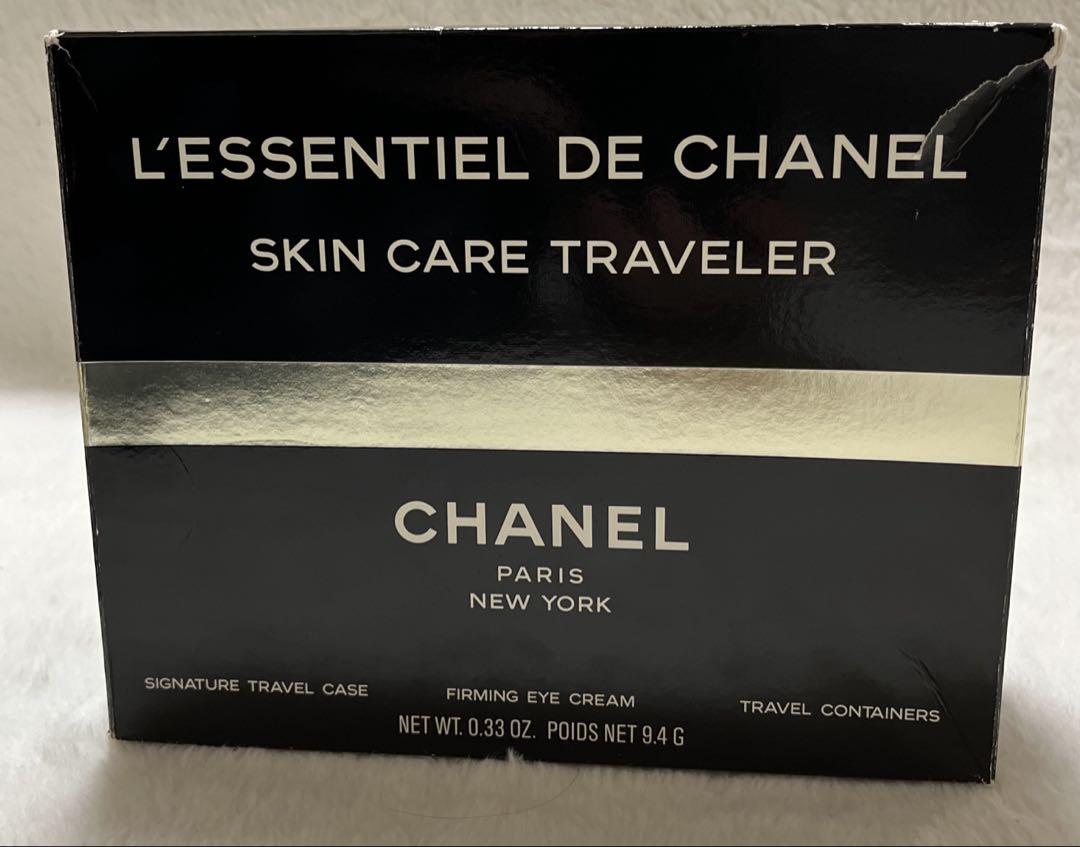 L'ESSENTIEL DE CHANEL
SKIN CARE TRAVELER
CHANEL
PARIS
NEW YORK
SIGNATURE TRAVEL CASE
FIRMING EYE CREAM
TRAVEL CONTAINERS
NET WT. 0.33 OZ. POIDS NET 9.4 G